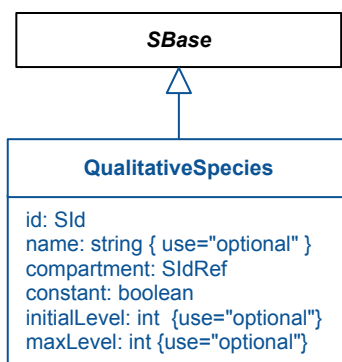 SBase
QualitativeSpecies
id: SId
name: string { use="optional" }
compartment: SIdRef
constant: boolean
initialLevel: int  {use="optional"}
maxLevel: int {use="optional"}